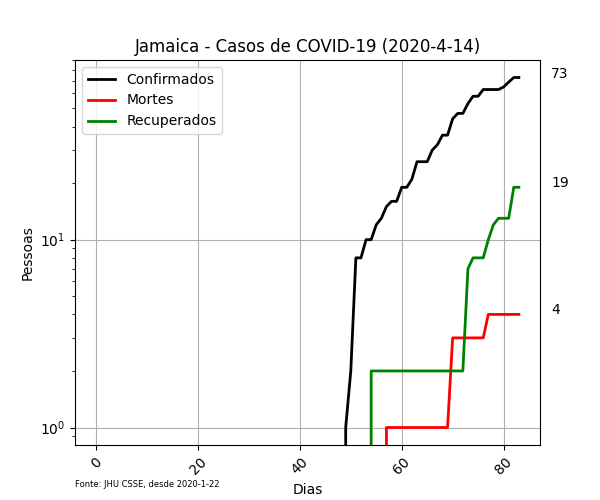 Jamaica - Casos de COVID-19 (2020-4-14)
Confirmados
Mortes
Recuperados
73
19
4
Pessoas
10¹
10⁰
0 20 40 60 80
Dias
Fonte: JHU CSSE, desde 2020-1-22